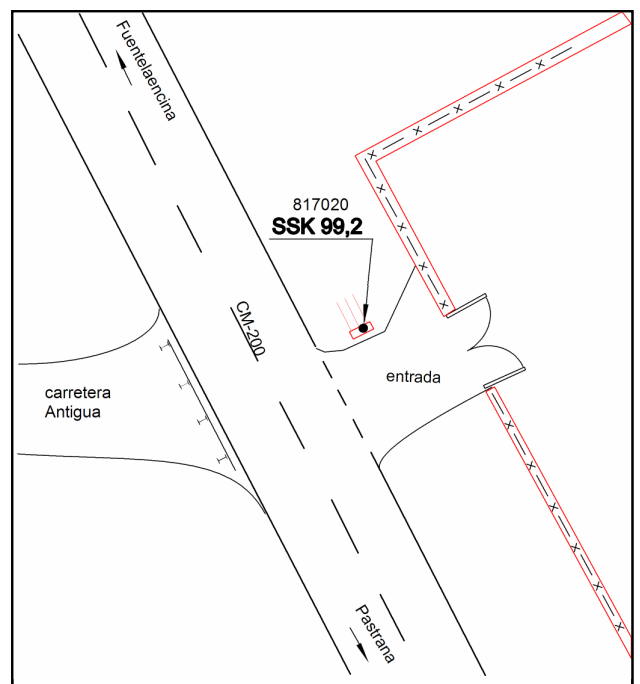 Fuentelaencina
817020
SSK 99,2
CM-200
entrada
carretera
Antigua
Pastrana